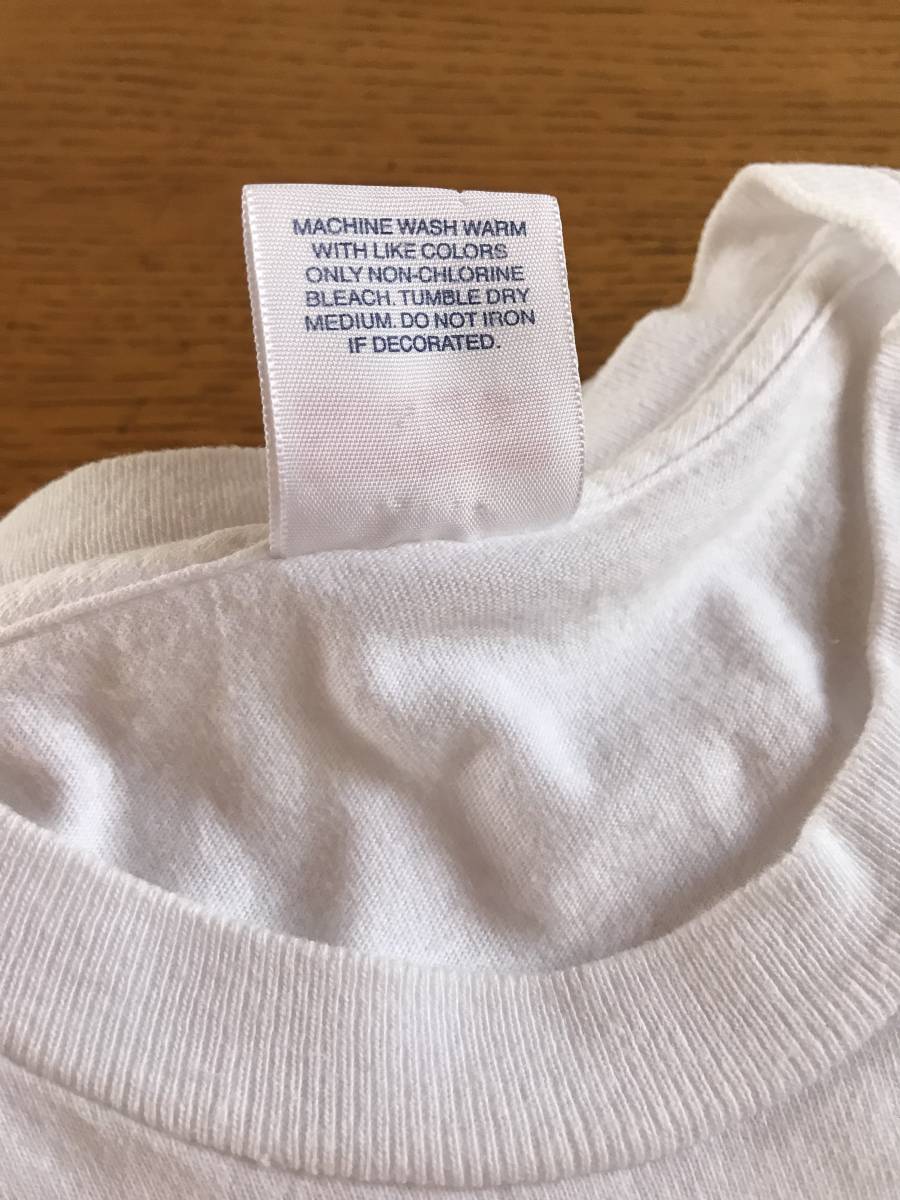 MACHINE WASH WARM
WITH LIKE COLORS
ONLY NON-CHLORINE
BLEACH. TUMBLE DRY
MEDIUM. DO NOT IRON
IF DECORATED.